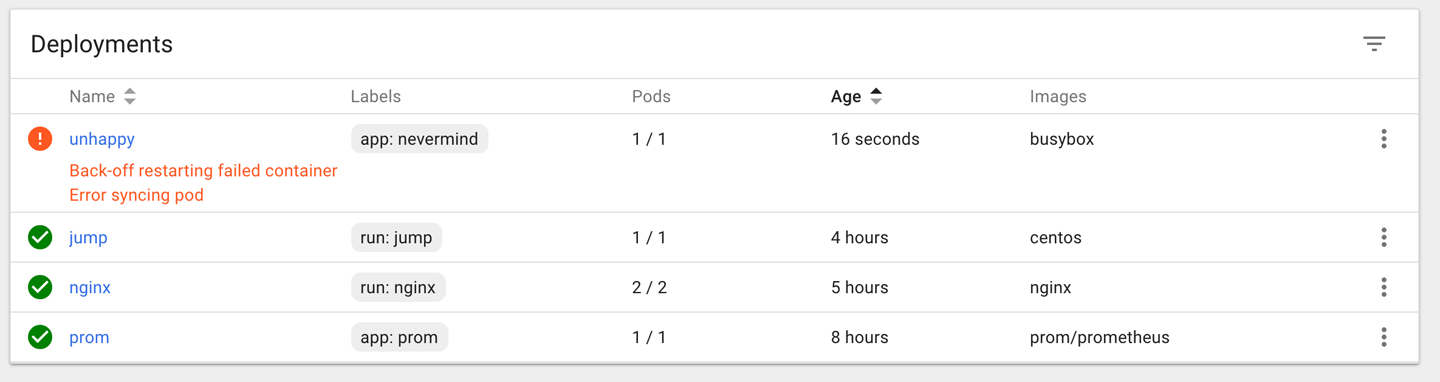 Deployments
Name Labels Pods Age Images
unhappy app: nevermind 1 / 1 16 seconds busybox
Back-off restarting failed container
Error syncing pod
jump run: jump 1 / 1 4 hours centos
nginx run: nginx 2 / 2 5 hours nginx
prom app: prom 1 / 1 8 hours prom/prometheus